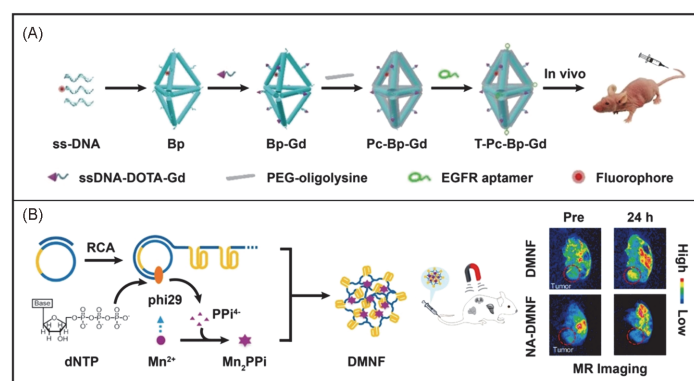 (A)
In vivo
ss-DNA
Bp
Bp-Gd
Pc-Bp-Gd
T-Pc-Bp-Gd
ssDNA-DOTA-Gd
PEG-oligolysine
EGFR aptamer
Fluorophore
(B)
RCA
phi29
Base
dNTP
PPi⁴⁻
Mn²⁺
Mn₂PPi
DMNF
Pre
24 h
DMNF
Tumor
NA-DMNF
Tumor
High
Low
MR Imaging